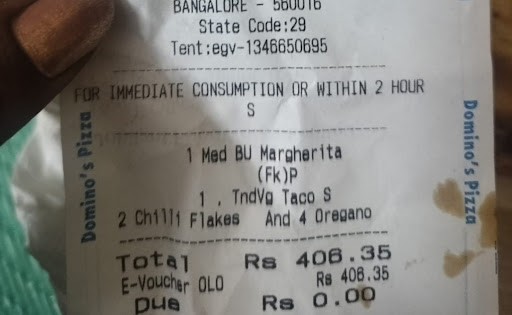 BANGALORE - 560016
State Code:29
Tent:egv-1346650695
FOR IMMEDIATE CONSUMPTION OR WITHIN 2 HOUR
S
1 Med BU Margherita
(Fk)P
1 . TndVg Taco S
2 Chilli Flakes And 4 Oregano
Total Rs 406.35
E-Voucher OLO Rs 406.35
Due Rs 0.00
Domino's Pizza
Domino's Pizza